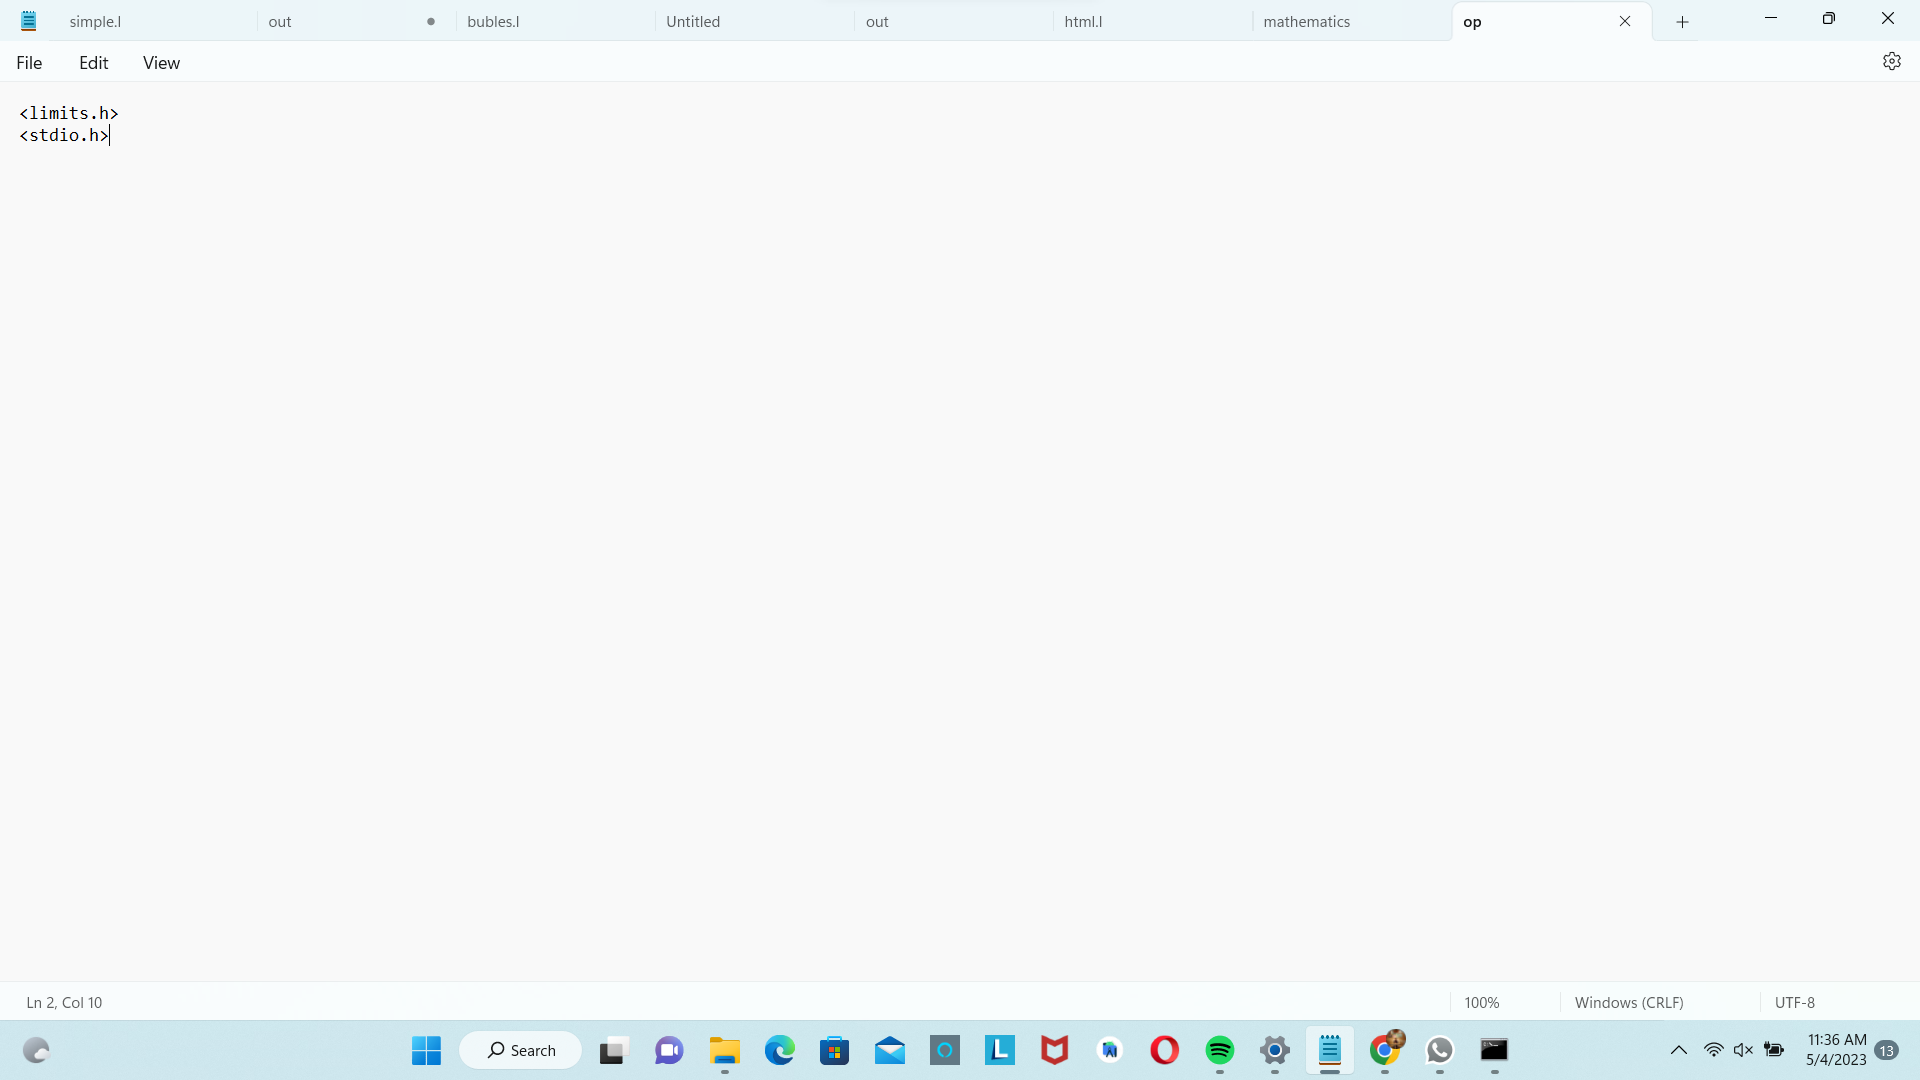 simple.l
out
bubles.l
Untitled
out
html.l
mathematics
op
File Edit View
<limits.h>
<stdio.h>
Ln 2, Col 10
100%
Windows (CRLF)
UTF-8
Search
L
AI
11:36 AM
5/4/2023
13